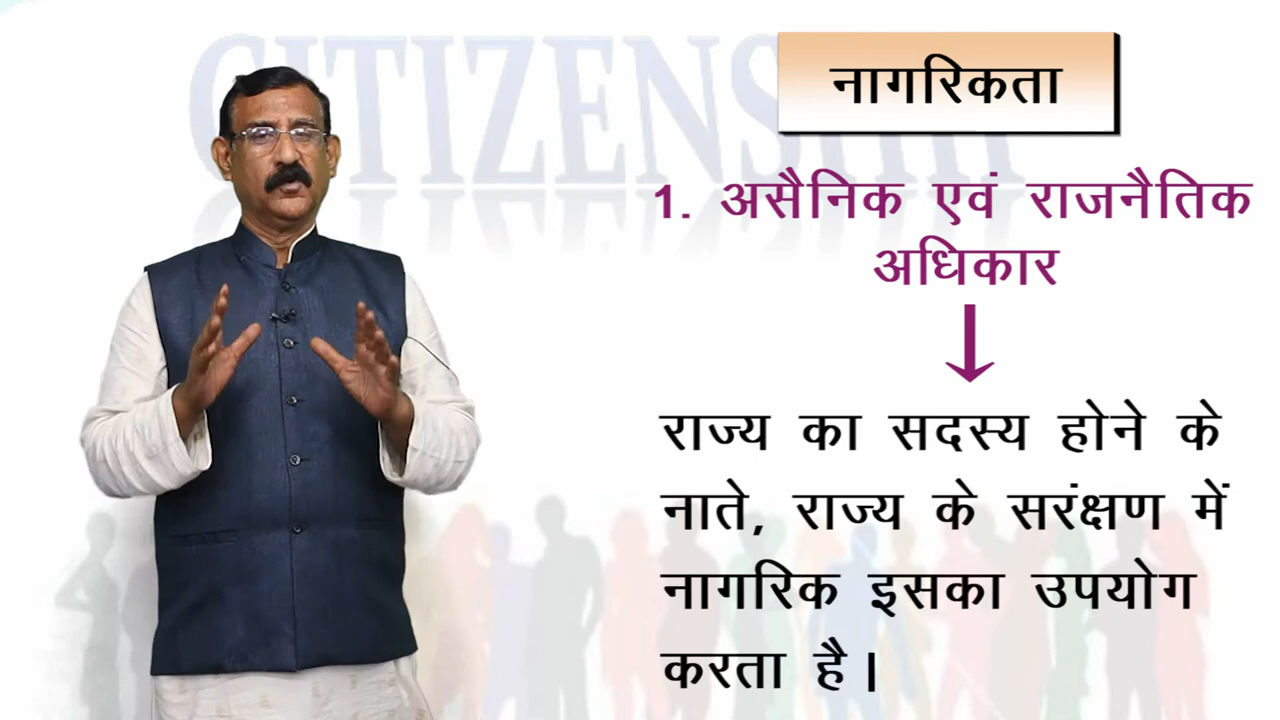 CITIZENSHIP
नागरिकता
1. असैनिक एवं राजनैतिक
अधिकार
राज्य का सदस्य होने के
नाते, राज्य के सरंक्षण में
नागरिक इसका उपयोग
करता है।